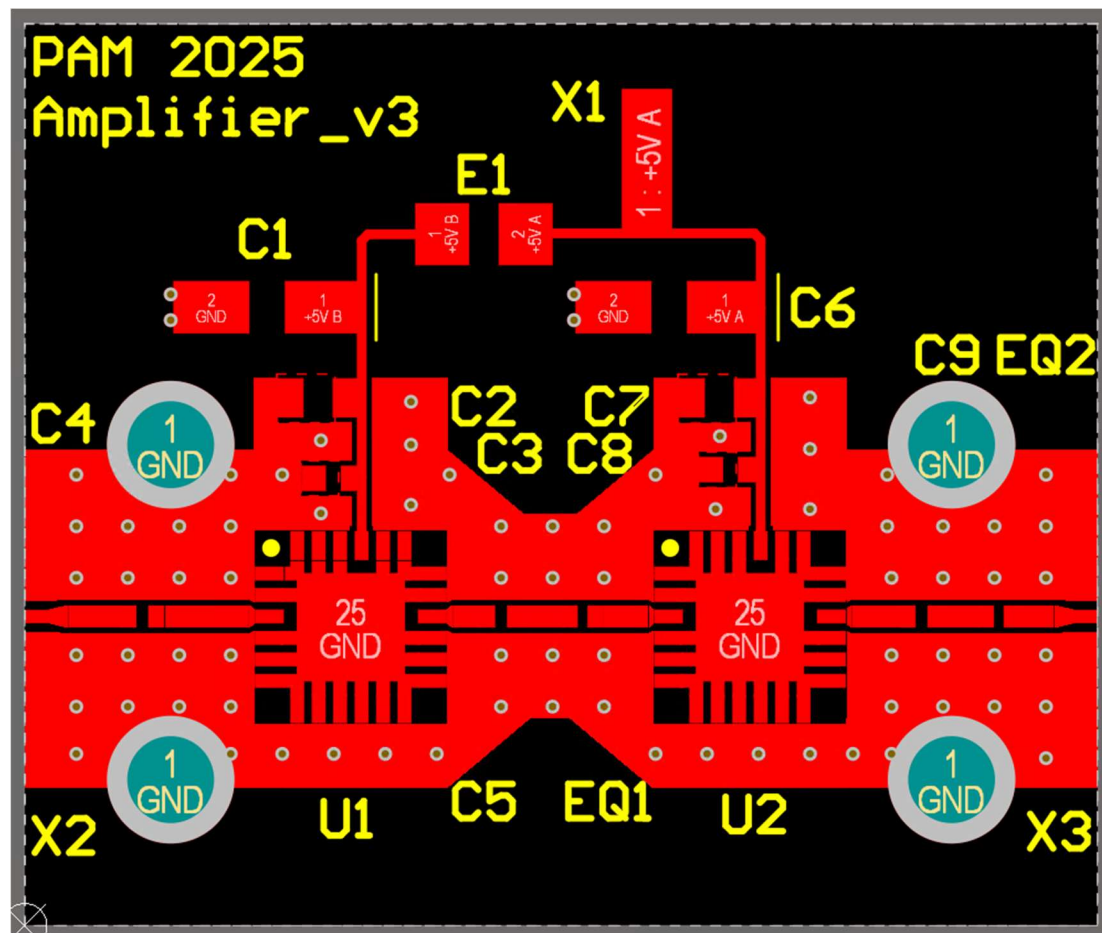 PAM 2025
Amplifier_v3
X1
1 : +5V A
E1
1
+5V B
2
+5V A
C1
2
GND
1
+5V B
2
GND
1
+5V A
C6
C9 EQ2
C4
1
GND
C2
C3
C7
C8
1
GND
25
GND
25
GND
1
GND
1
GND
X2
U1
C5
EQ1
U2
X3